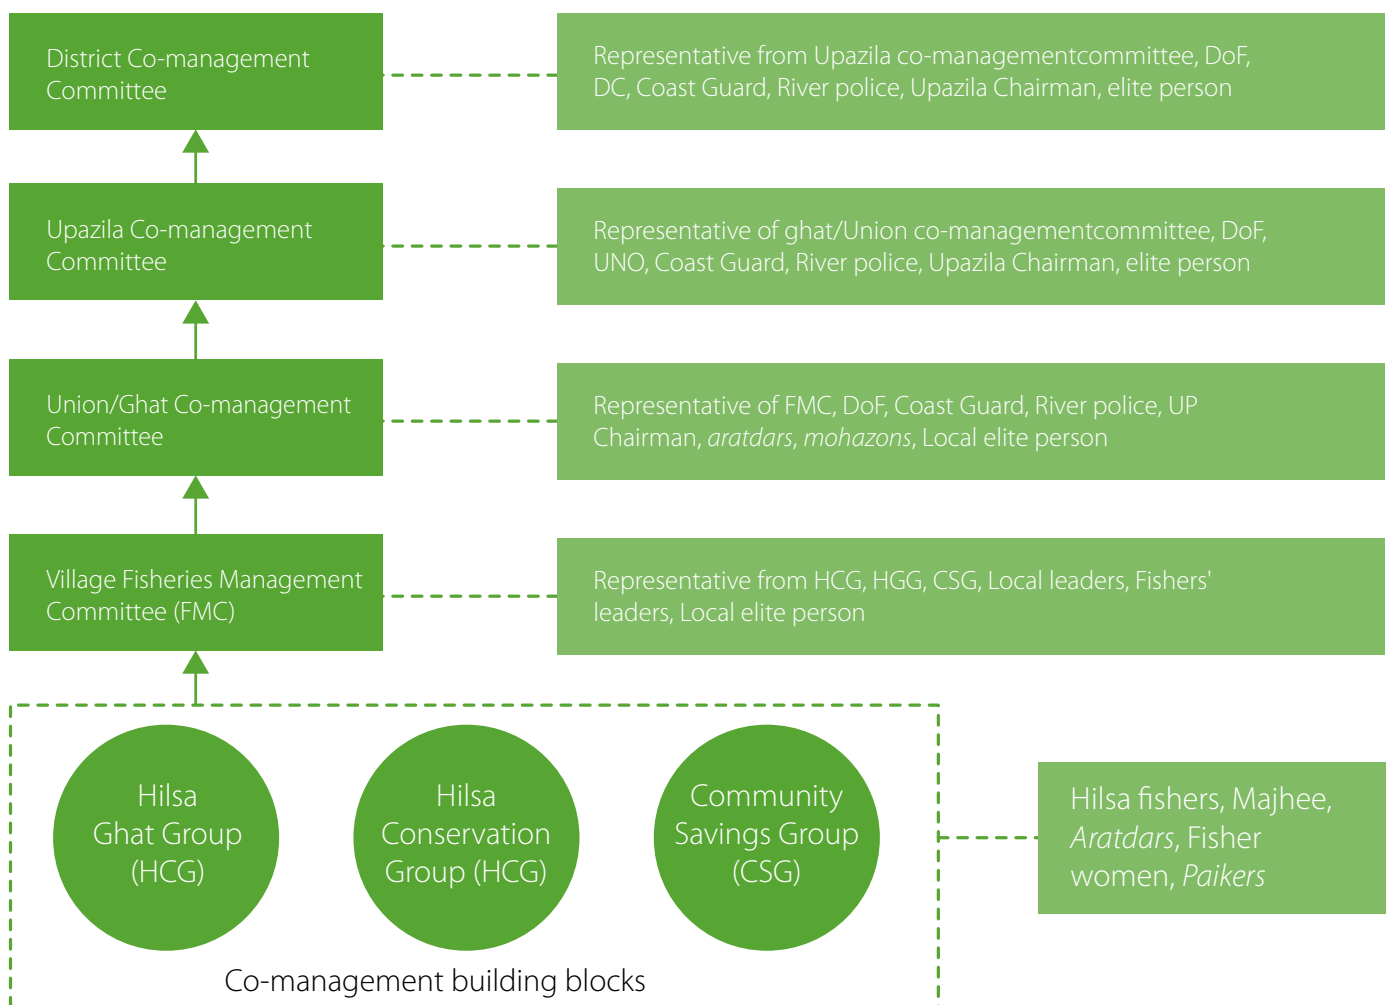 District Co-management
Committee
Representative from Upazila co-managementcommittee, DoF,
DC, Coast Guard, River police, Upazila Chairman, elite person
Upazila Co-management
Committee
Representative of ghat/Union co-managementcommittee, DoF,
UNO, Coast Guard, River police, Upazila Chairman, elite person
Union/Ghat Co-management
Committee
Representative of FMC, DoF, Coast Guard, River police, UP
Chairman, aratdars, mohazons, Local elite person
Village Fisheries Management
Committee (FMC)
Representative from HCG, HGG, CSG, Local leaders, Fishers'
leaders, Local elite person
Hilsa
Ghat Group
(HCG)
Hilsa
Conservation
Group (HCG)
Community
Savings Group
(CSG)
Hilsa fishers, Majhee,
Aratdars, Fisher
women, Paikers
Co-management building blocks